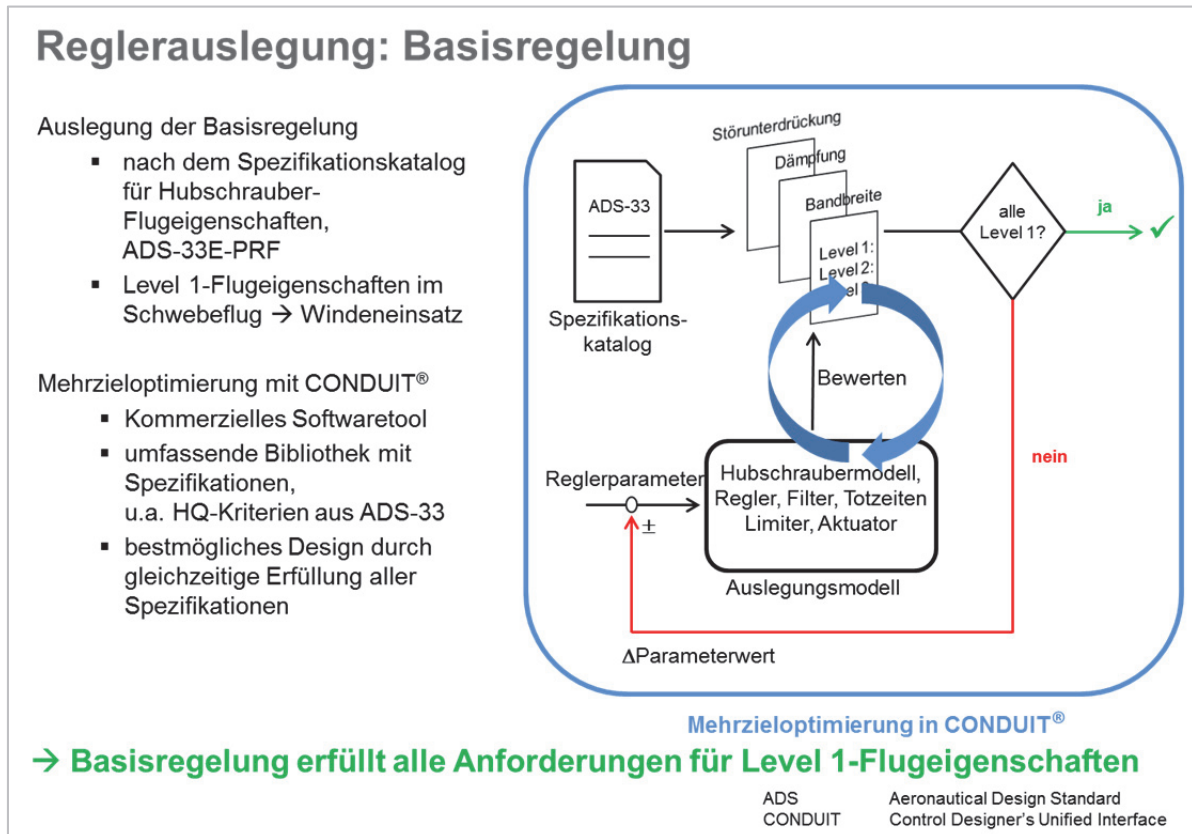 Reglerauslegung: Basisregelung
Auslegung der Basisregelung
▪ nach dem Spezifikationskatalog
für Hubschrauber-
Flugeigenschaften,
ADS-33E-PRF
▪ Level 1-Flugeigenschaften im
Schwebeflug → Windeneinsatz
Mehrzieloptimierung mit CONDUIT®
▪ Kommerzielles Softwaretool
▪ umfassende Bibliothek mit
Spezifikationen,
u.a. HQ-Kriterien aus ADS-33
▪ bestmögliches Design durch
gleichzeitige Erfüllung aller
Spezifikationen
ADS-33
Spezifikations-
katalog
Störunterdrückung
Dämpfung
Bandbreite
Level 1:
Level 2:
alle
Level 1?
ja
✓
nein
Bewerten
Reglerparameter
±
Hubschraubermodell,
Regler, Filter, Totzeiten
Limiter, Aktuator
Auslegungsmodell
ΔParameterwert
Mehrzieloptimierung in CONDUIT®
→ Basisregelung erfüllt alle Anforderungen für Level 1-Flugeigenschaften
ADS Aeronautical Design Standard
CONDUIT Control Designer's Unified Interface